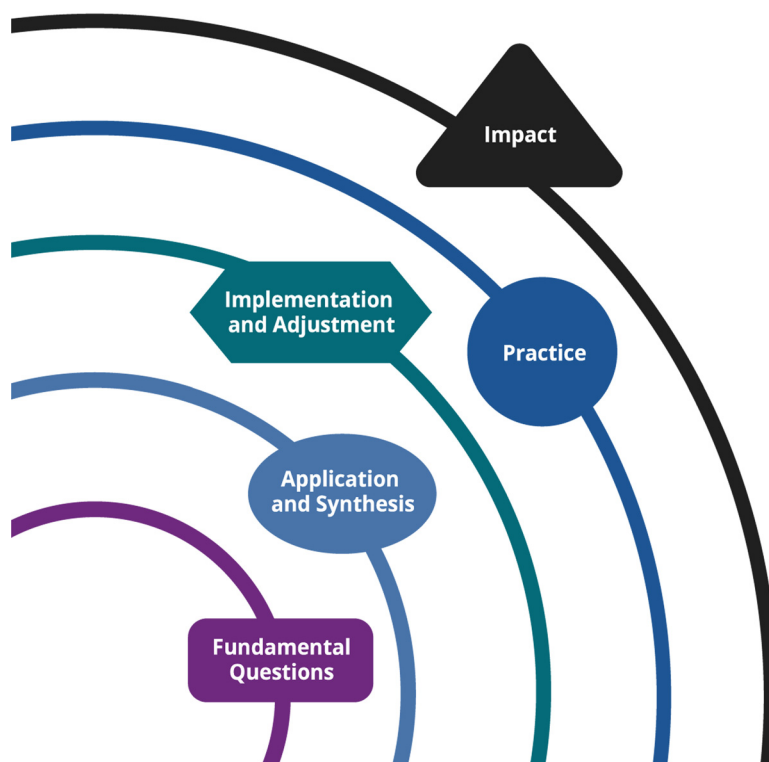 Impact
Implementation
and Adjustment
Practice
Application
and Synthesis
Fundamental
Questions